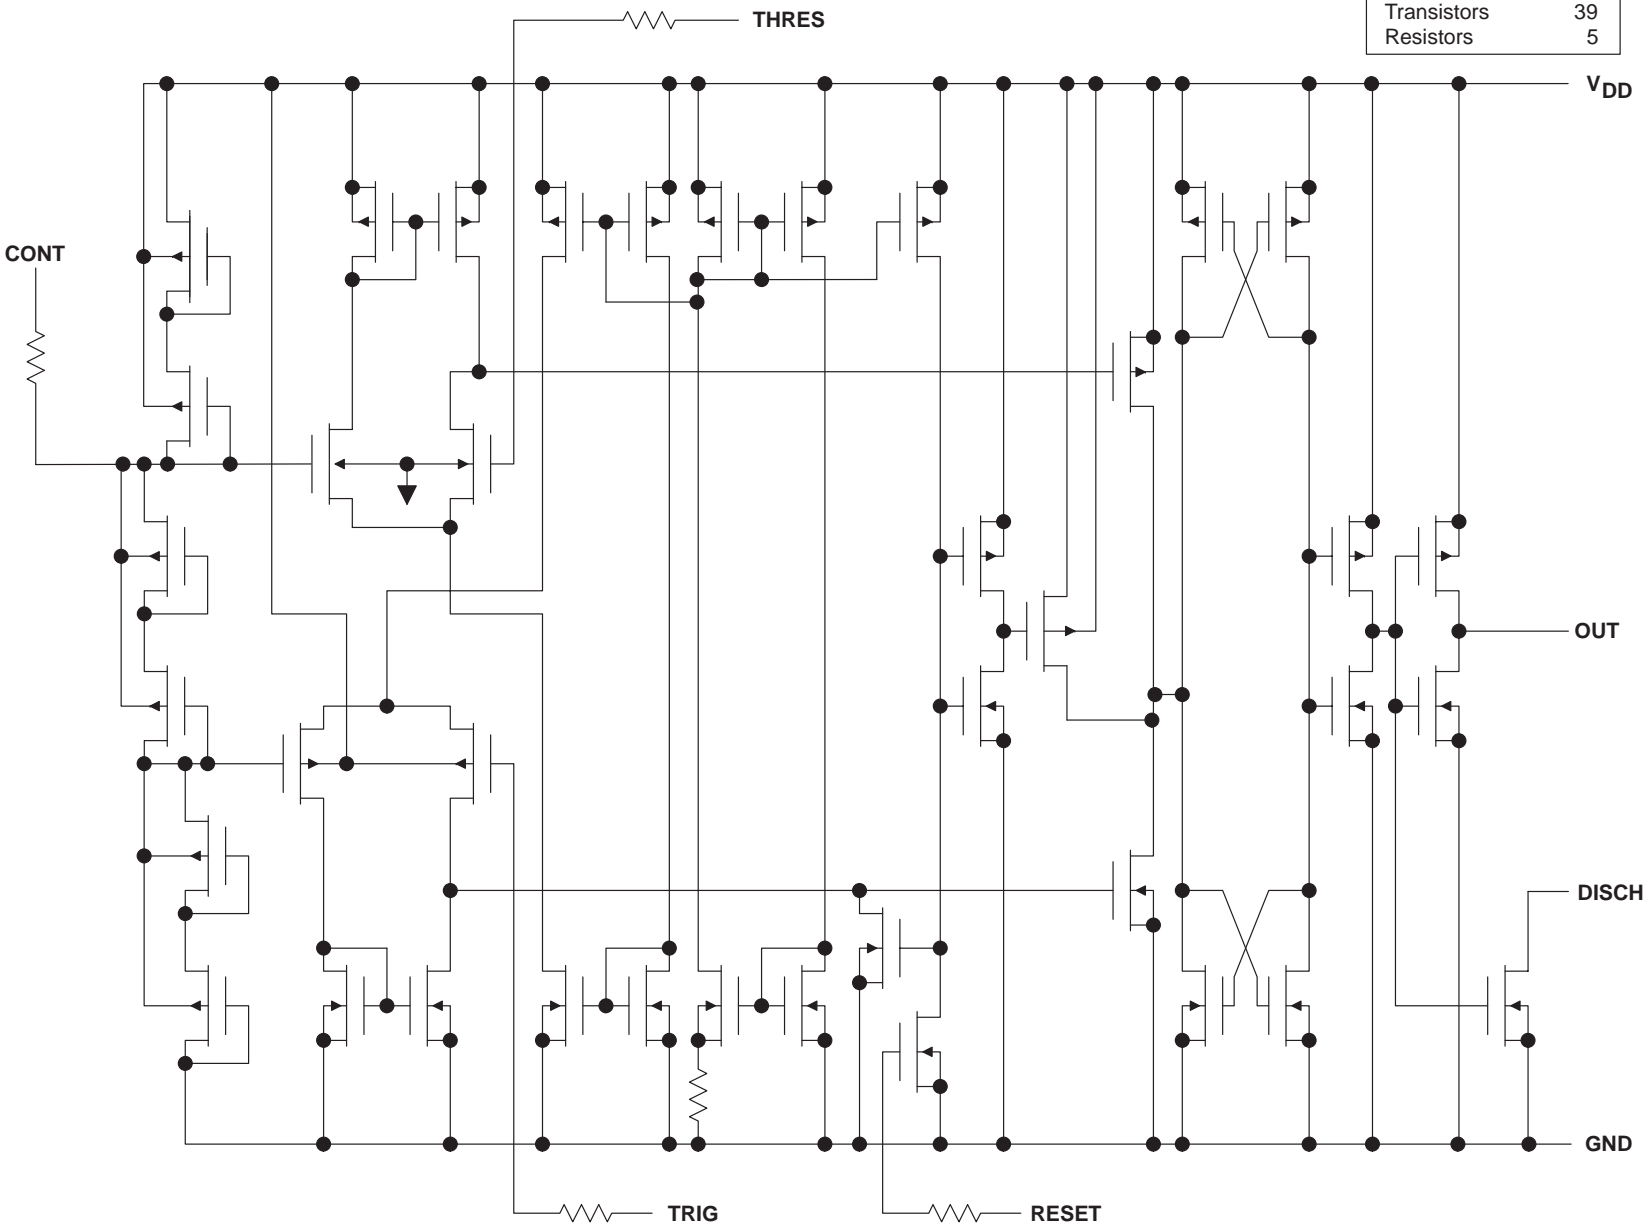 THRES
Transistors 39
Resistors 5
VDD
CONT
OUT
DISCH
GND
TRIG
RESET